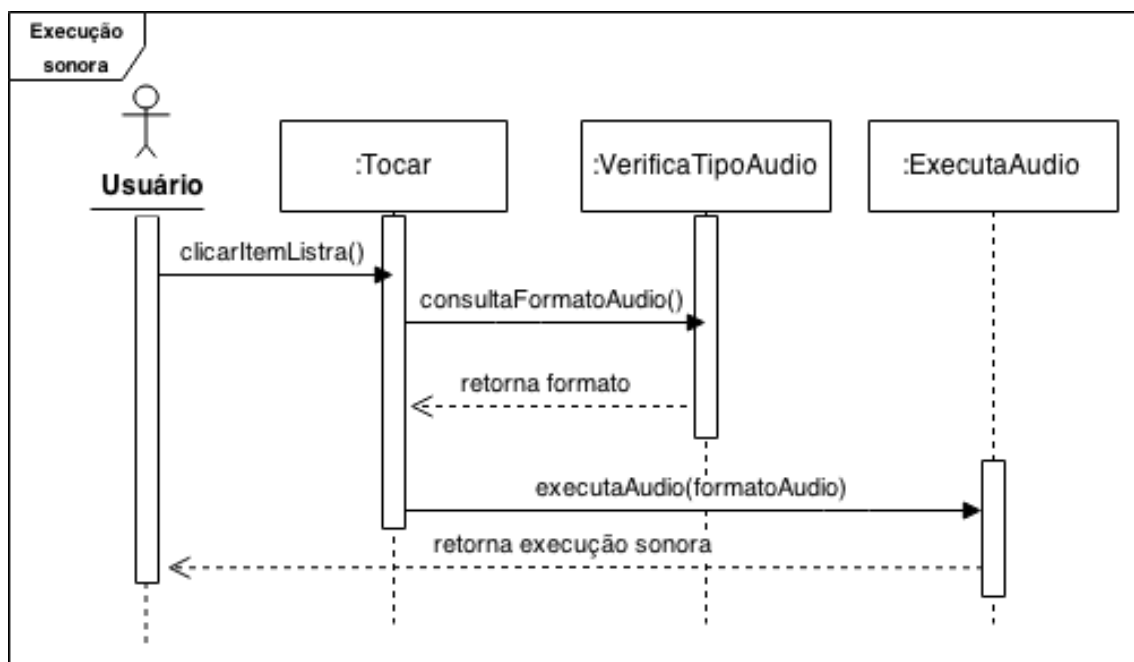 Execução
sonora
Usuário
:Tocar
:VerificaTipoAudio
:ExecutaAudio
clicarItemListra()
consultaFormatoAudio()
retorna formato
executaAudio(formatoAudio)
retorna execução sonora